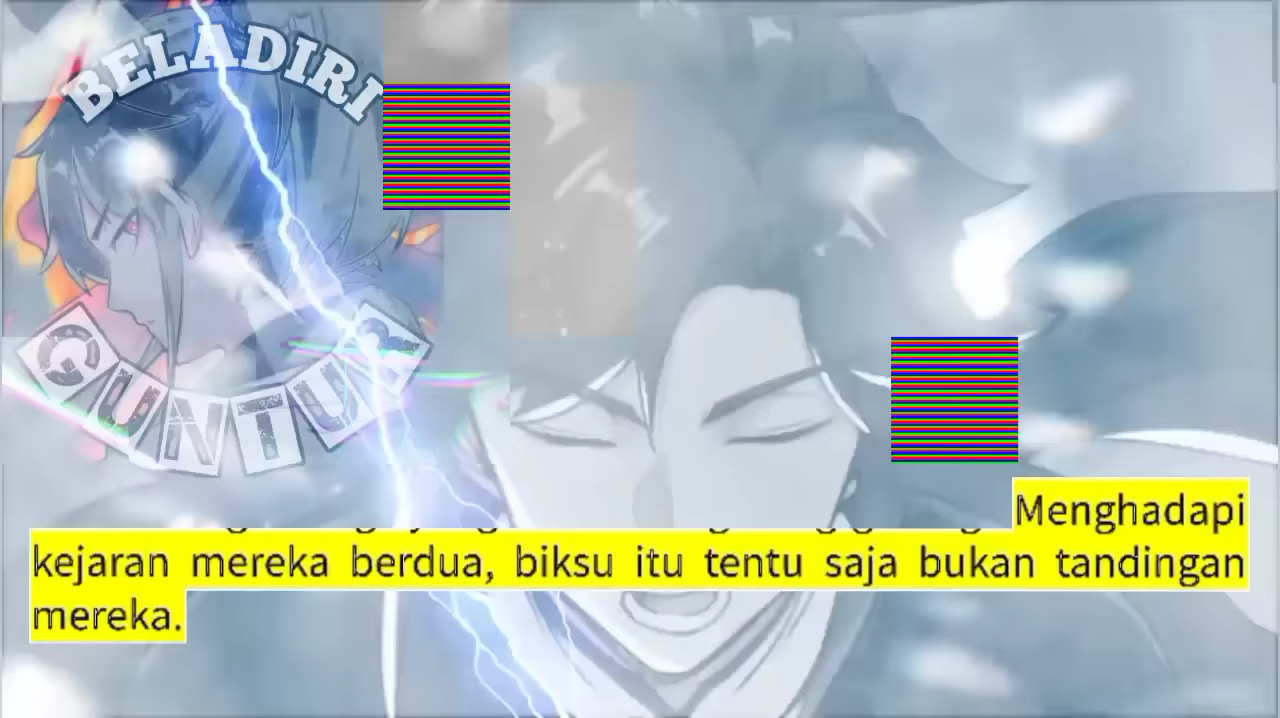 BELADIRI
GUNTUR
Menghadapi
kejaran mereka berdua, biksu itu tentu saja bukan tandingan
mereka.